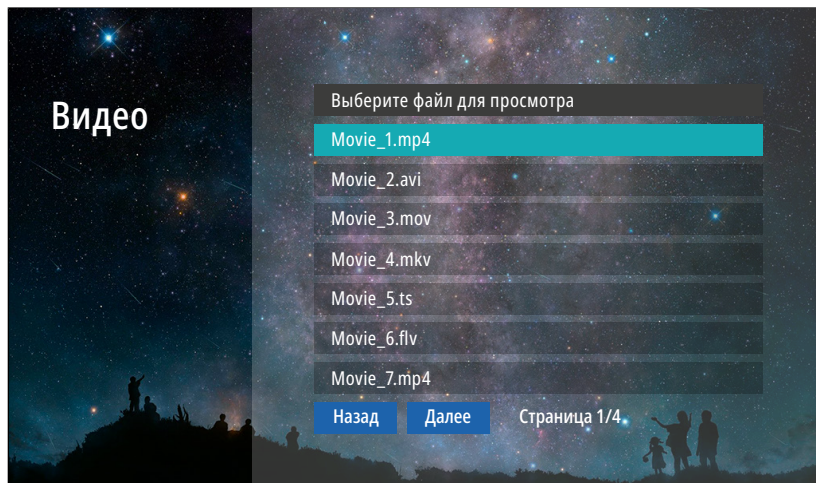 Видео
Выберите файл для просмотра
Movie_1.mp4
Movie_2.avi
Movie_3.mov
Movie_4.mkv
Movie_5.ts
Movie_6.flv
Movie_7.mp4
Назад Далее Страница 1/4